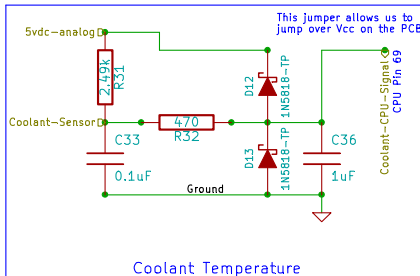 This jumper allows us to
jump over Vcc on the PCB
5vdc-analog
2.49k
R31
D12
1N5818-TP
Coolant-CPU-Signal
CPU Pin 69
Coolant-Sensor
470
R32
C33
0.1uF
D13
1N5818-TP
C36
1uF
Ground
Coolant Temperature